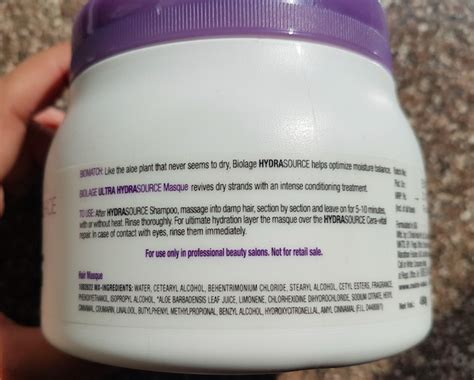 BIOMATCH: Like the aloe plant that never seems to dry, Biolage HYDRASOURCE helps optimize moisture balance.
BIOLAGE ULTRA HYDRASOURCE Masque revives dry strands with an intense conditioning treatment.
TO USE: After HYDRASOURCE Shampoo, massage into damp hair, section by section and leave on for 5-10 minutes,
with or without heat. Rinse thoroughly. For ultimate hydration layer the masque over the HYDRASOURCE Cera-vital
repair. In case of contact with eyes, rinse them immediately.
For use only in professional beauty salons. Not for retail sale.
Hair Masque
INGREDIENTS: WATER, CETEARYL ALCOHOL, BEHENTRIMONIUM CHLORIDE, STEARYL ALCOHOL, CETYL ESTERS, FRAGRANCE,
PHENOXYETHANOL, ISOPROPYL ALCOHOL, *ALOE BARBADENSIS LEAF JUICE, LIMONENE, CHLORHEXIDINE DIHYDROCHLORIDE, SODIUM CITRATE, HEXYL
CINNAMAL, COUMARIN, LINALOOL, BUTYLPHENYL METHYLPROPIONAL, BENZYL ALCOHOL, HYDROXYCITRONELLAL, AMYL CINNAMAL